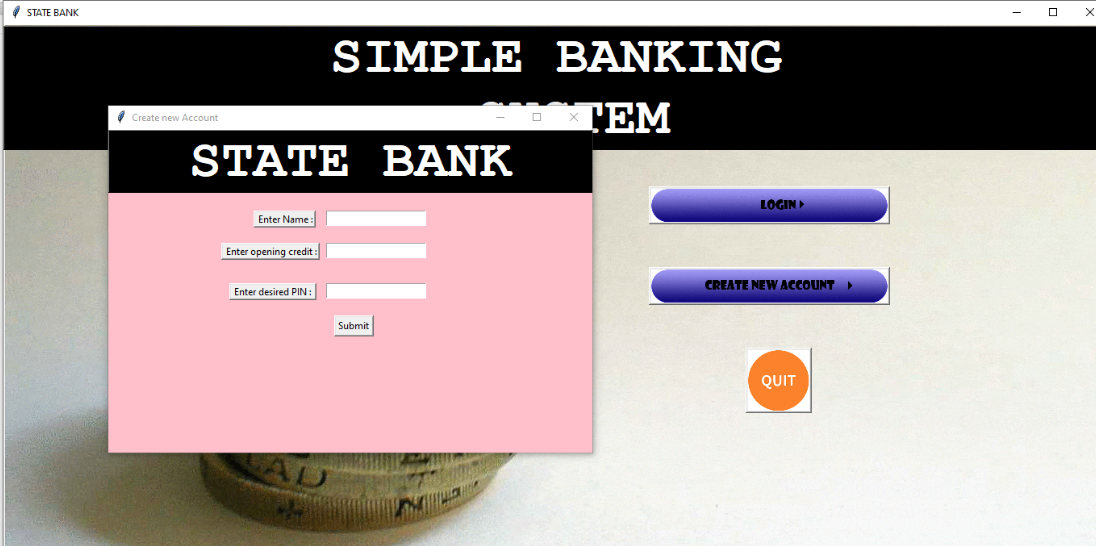 STATE BANK
SIMPLE BANKING
Create new Account
STATE BANK
Enter Name :
Enter opening credit :
Enter desired PIN :
Submit
LOGIN
CREATE NEW ACCOUNT
QUIT